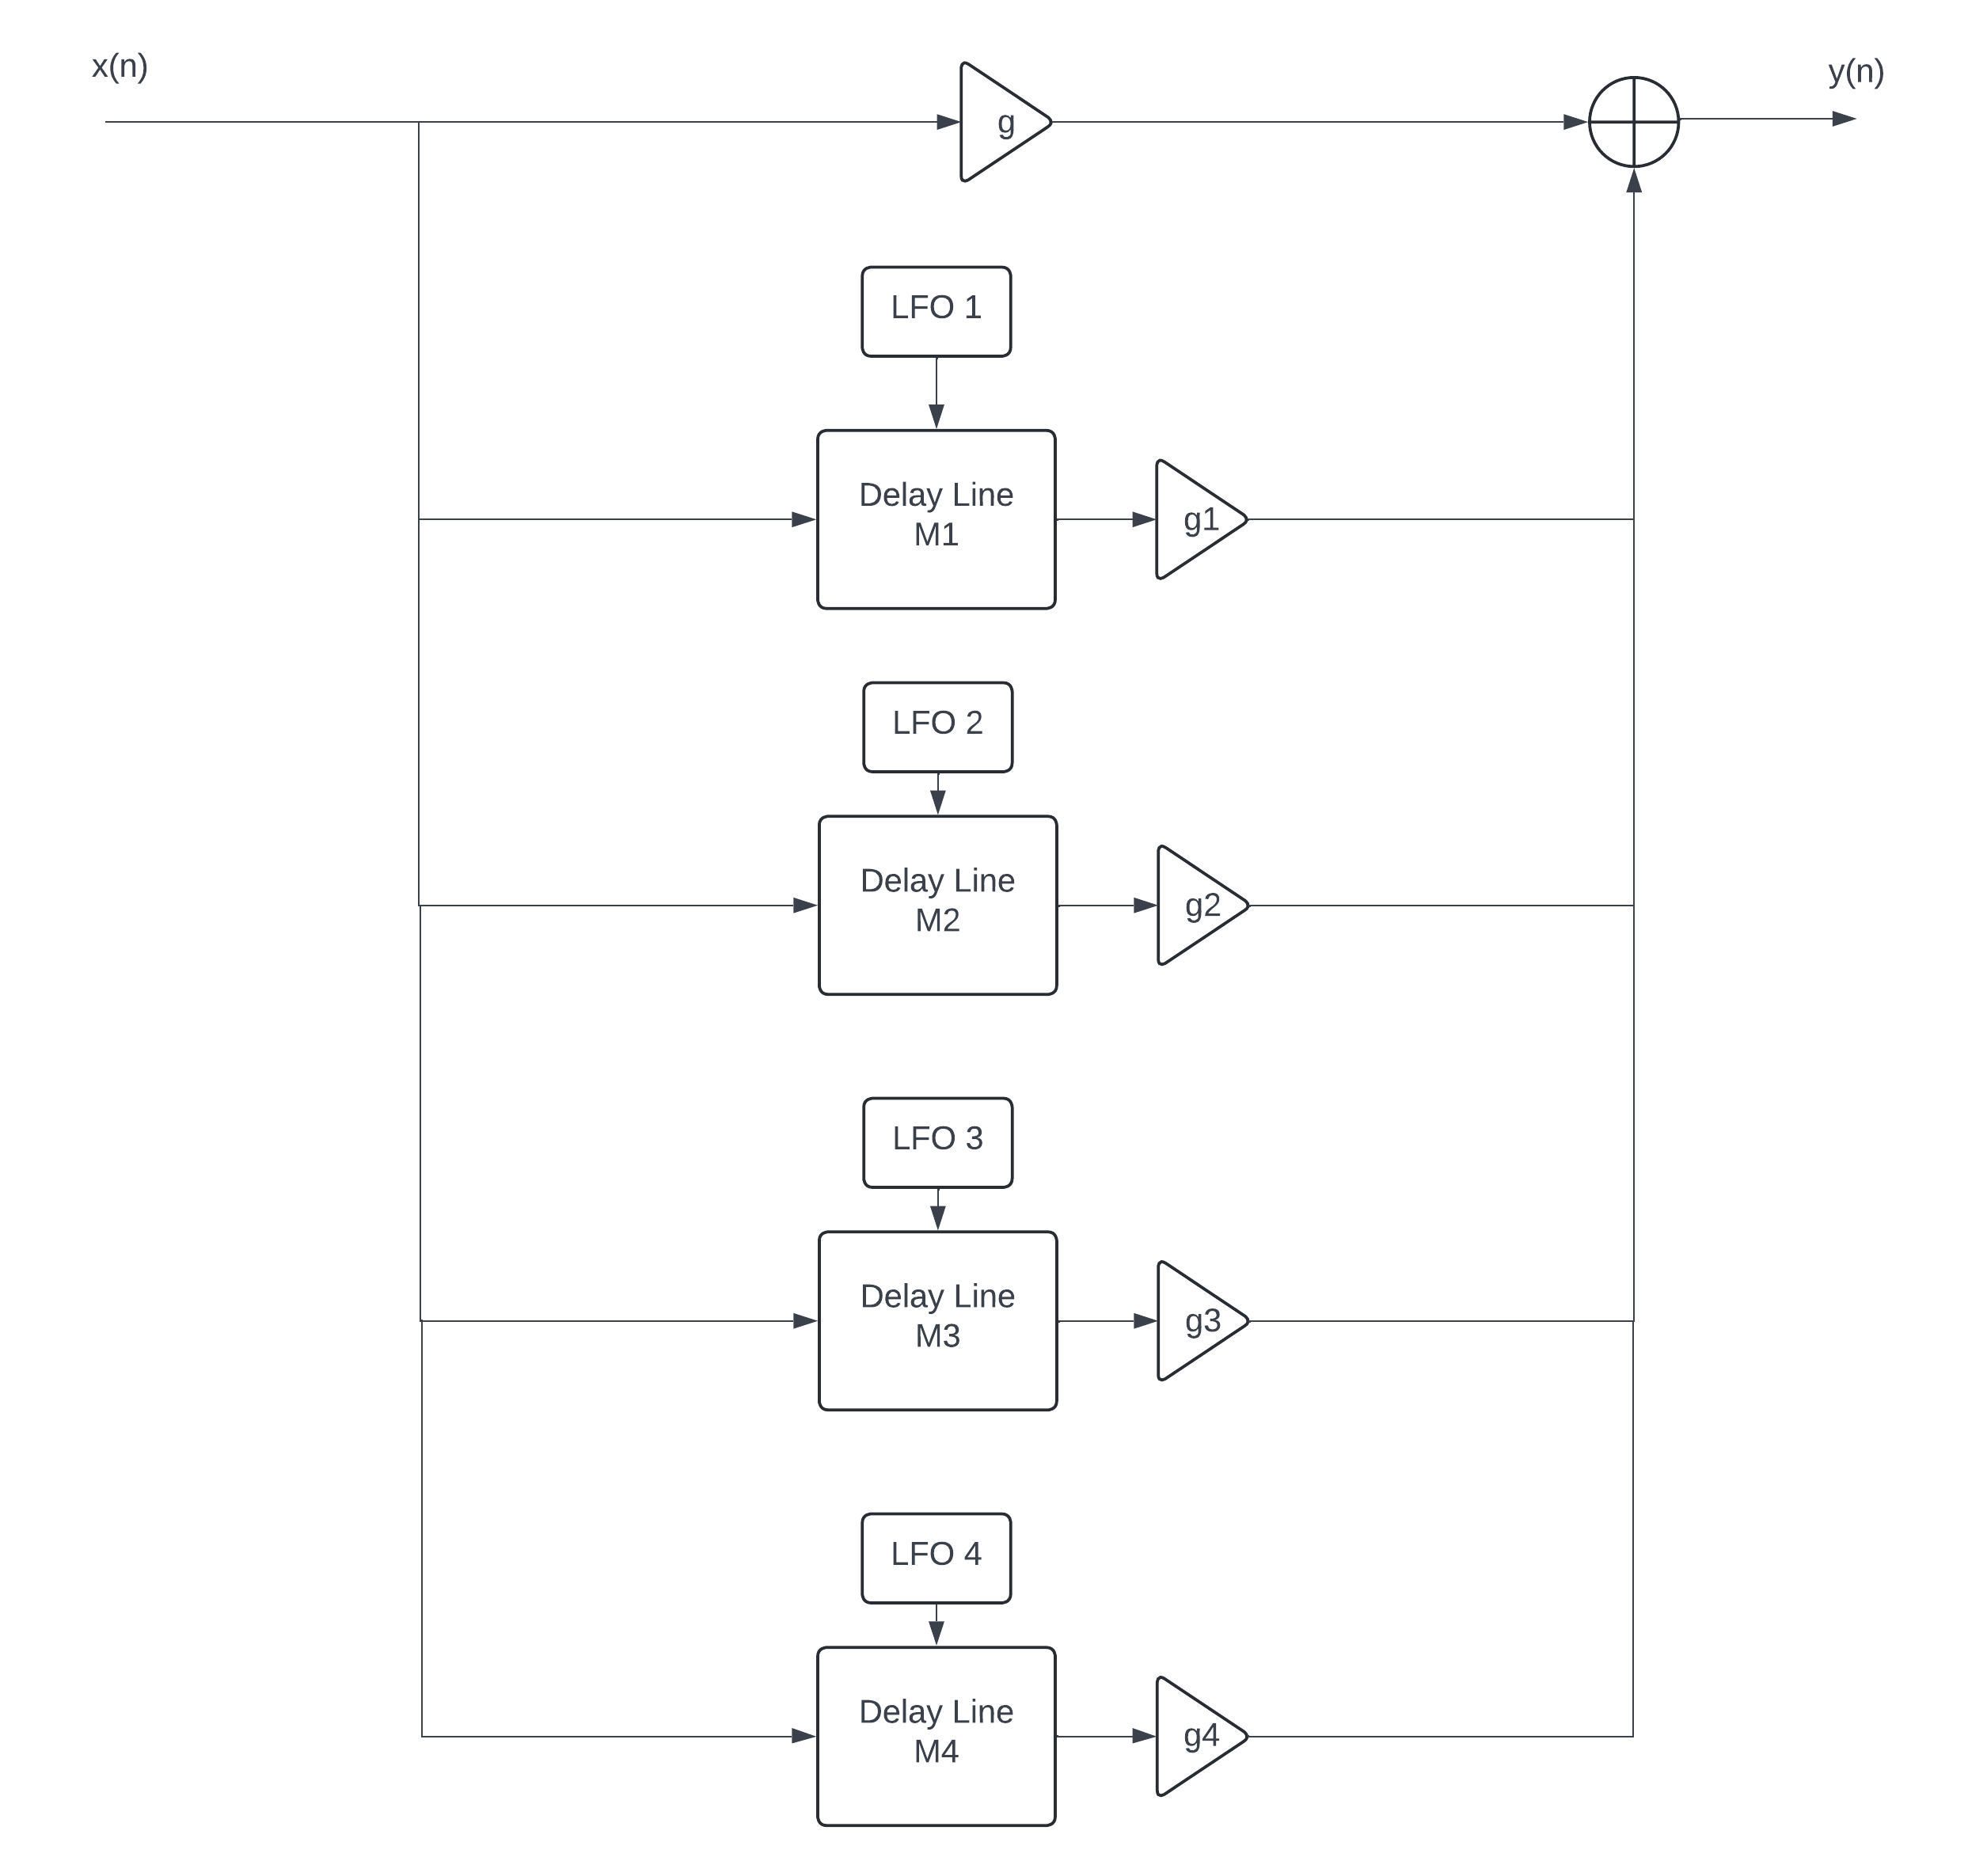 x(n)
y(n)
g
LFO 1
Delay Line
M1
g1
LFO 2
Delay Line
M2
g2
LFO 3
Delay Line
M3
g3
LFO 4
Delay Line
M4
g4